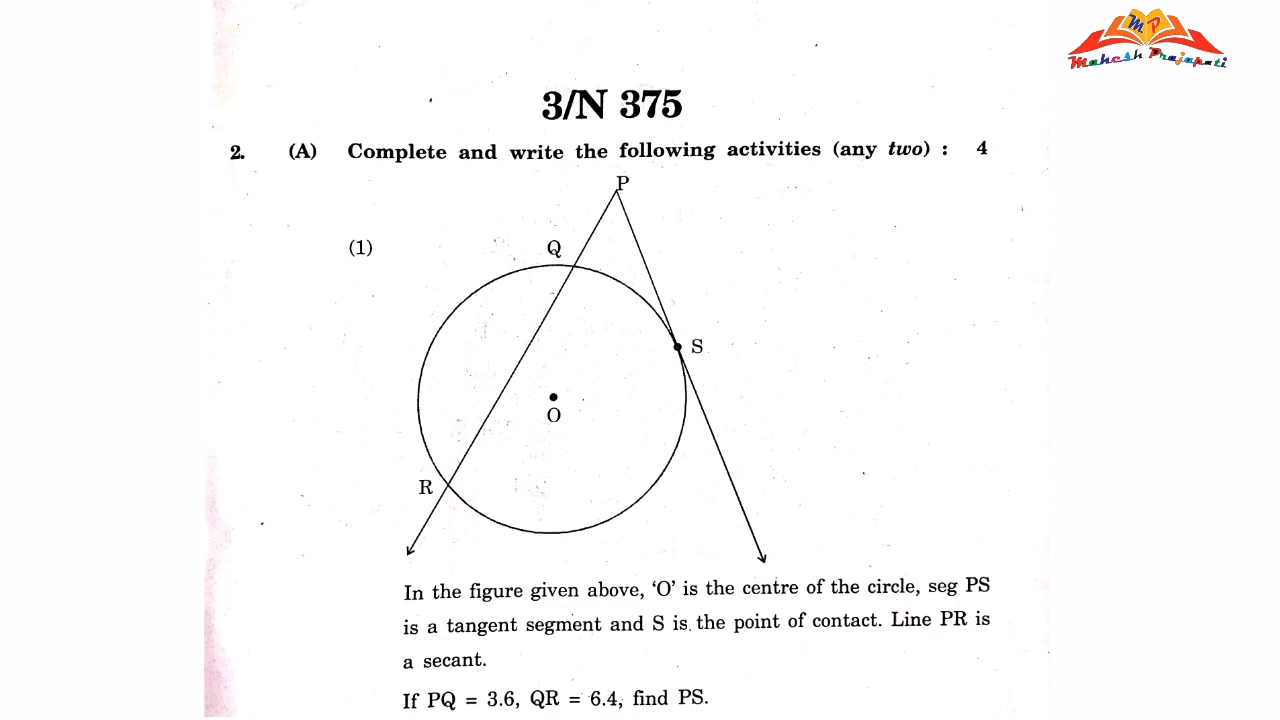 MP
Mahesh Prajapati
3/N 375
2. (A) Complete and write the following activities (any two) : 4
P
(1)
Q
S
O
R
In the figure given above, ‘O’ is the centre of the circle, seg PS
is a tangent segment and S is the point of contact. Line PR is
a secant.
If PQ = 3.6, QR = 6.4, find PS.